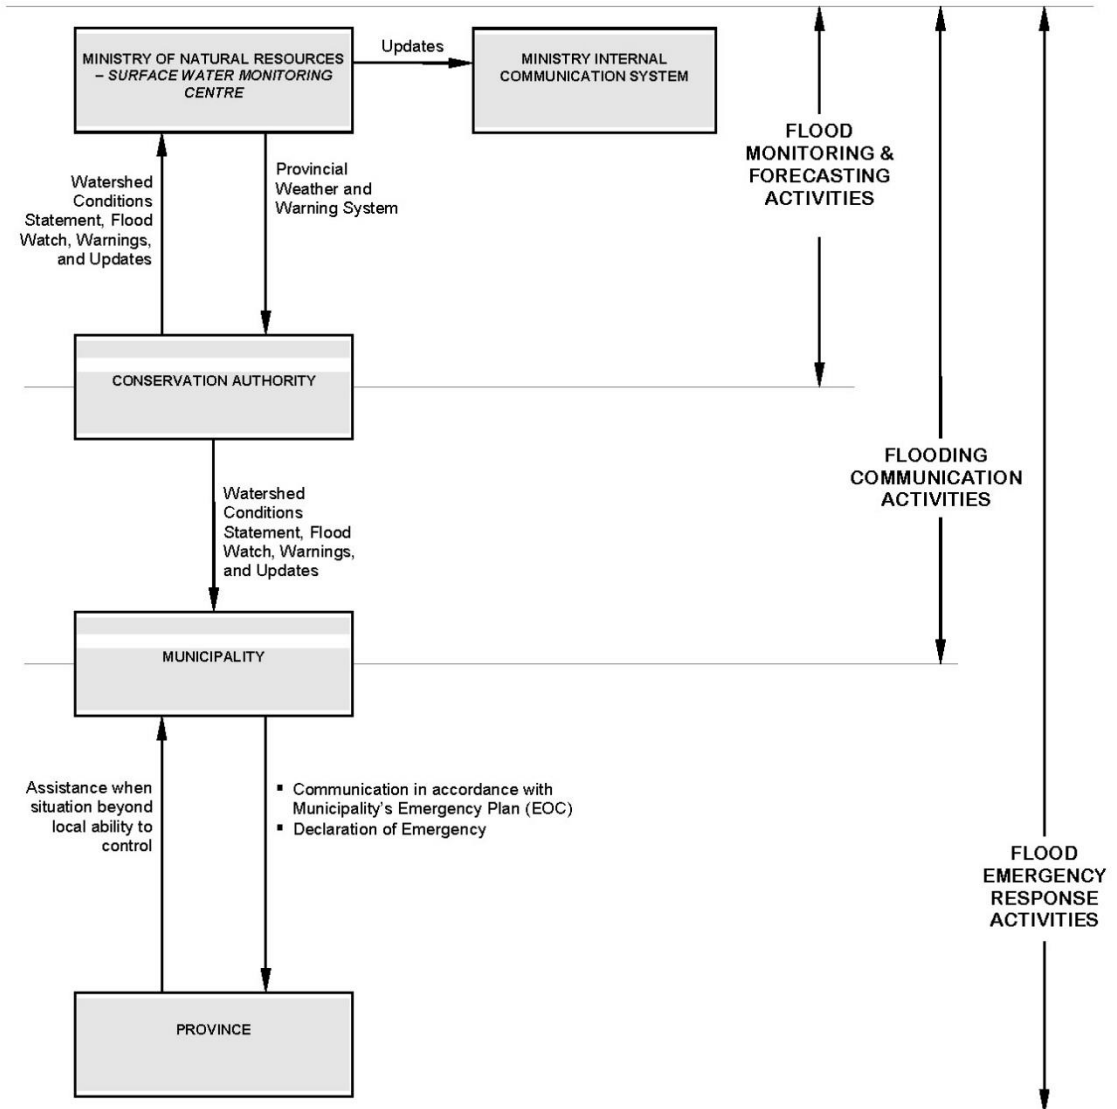 MINISTRY OF NATURAL RESOURCES
– SURFACE WATER MONITORING
CENTRE
Updates
MINISTRY INTERNAL
COMMUNICATION SYSTEM
FLOOD
MONITORING &
FORECASTING
ACTIVITIES
Watershed
Conditions
Statement, Flood
Watch, Warnings,
and Updates
Provincial
Weather and
Warning System
CONSERVATION AUTHORITY
FLOODING
COMMUNICATION
ACTIVITIES
Watershed
Conditions
Statement, Flood
Watch, Warnings,
and Updates
MUNICIPALITY
Assistance when
situation beyond
local ability to
control
▪ Communication in accordance with
Municipality's Emergency Plan (EOC)
▪ Declaration of Emergency
FLOOD
EMERGENCY
RESPONSE
ACTIVITIES
PROVINCE